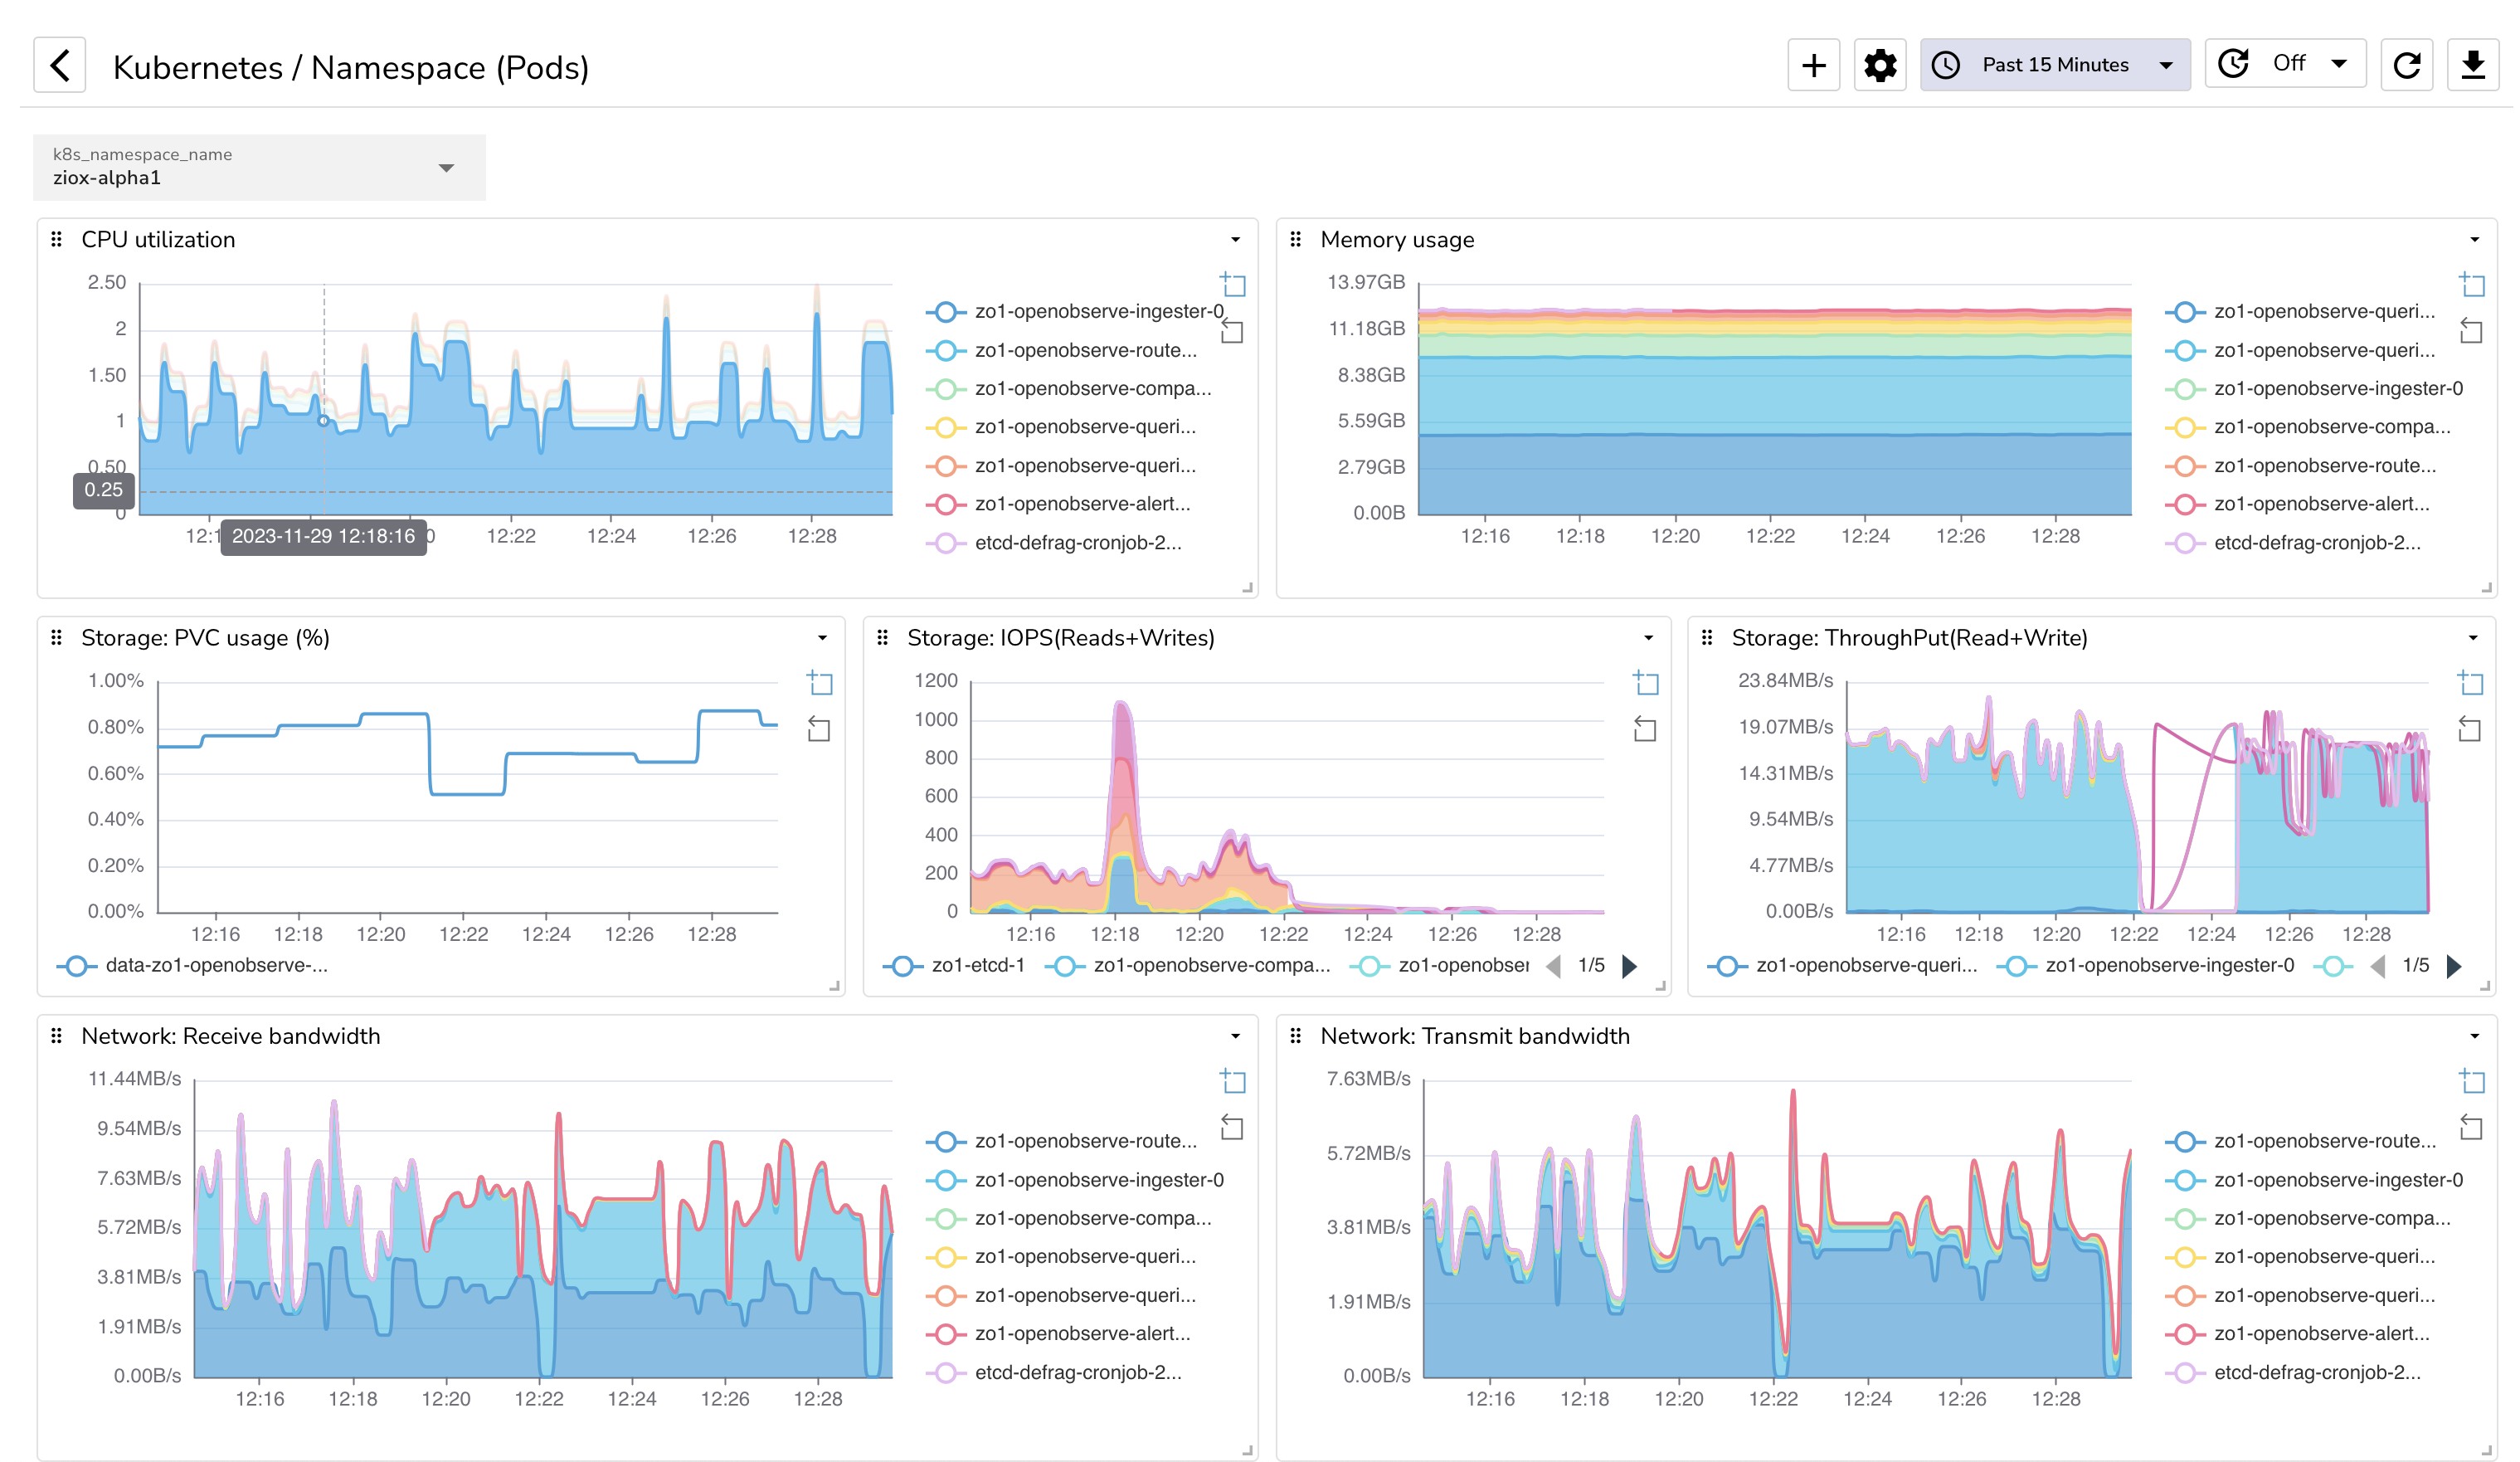 Kubernetes / Namespace (Pods)
Past 15 Minutes
Off
k8s_namespace_name
ziox-alpha1
CPU utilization
2.50
2
1.50
1
0.50
0.25
0
12:1
2023-11-29 12:18:16
0
12:22
12:24
12:26
12:28
zo1-openobserve-ingester-0
zo1-openobserve-route...
zo1-openobserve-compa...
zo1-openobserve-queri...
zo1-openobserve-queri...
zo1-openobserve-alert...
etcd-defrag-cronjob-2...
Memory usage
13.97GB
11.18GB
8.38GB
5.59GB
2.79GB
0.00B
12:16
12:18
12:20
12:22
12:24
12:26
12:28
zo1-openobserve-queri...
zo1-openobserve-queri...
zo1-openobserve-ingester-0
zo1-openobserve-compa...
zo1-openobserve-route...
zo1-openobserve-alert...
etcd-defrag-cronjob-2...
Storage: PVC usage (%)
1.00%
0.80%
0.60%
0.40%
0.20%
0.00%
12:16
12:18
12:20
12:22
12:24
12:26
12:28
data-zo1-openobserve-...
Storage: IOPS(Reads+Writes)
1200
1000
800
600
400
200
0
12:16
12:18
12:20
12:22
12:24
12:26
12:28
zo1-etcd-1
zo1-openobserve-compa...
zo1-openobser
1/5
Storage: ThroughPut(Read+Write)
23.84MB/s
19.07MB/s
14.31MB/s
9.54MB/s
4.77MB/s
0.00B/s
12:16
12:18
12:20
12:22
12:24
12:26
12:28
zo1-openobserve-queri...
zo1-openobserve-ingester-0
1/5
Network: Receive bandwidth
11.44MB/s
9.54MB/s
7.63MB/s
5.72MB/s
3.81MB/s
1.91MB/s
0.00B/s
12:16
12:18
12:20
12:22
12:24
12:26
12:28
zo1-openobserve-route...
zo1-openobserve-ingester-0
zo1-openobserve-compa...
zo1-openobserve-queri...
zo1-openobserve-queri...
zo1-openobserve-alert...
etcd-defrag-cronjob-2...
Network: Transmit bandwidth
7.63MB/s
5.72MB/s
3.81MB/s
1.91MB/s
0.00B/s
12:16
12:18
12:20
12:22
12:24
12:26
12:28
zo1-openobserve-route...
zo1-openobserve-ingester-0
zo1-openobserve-compa...
zo1-openobserve-queri...
zo1-openobserve-queri...
zo1-openobserve-alert...
etcd-defrag-cronjob-2...